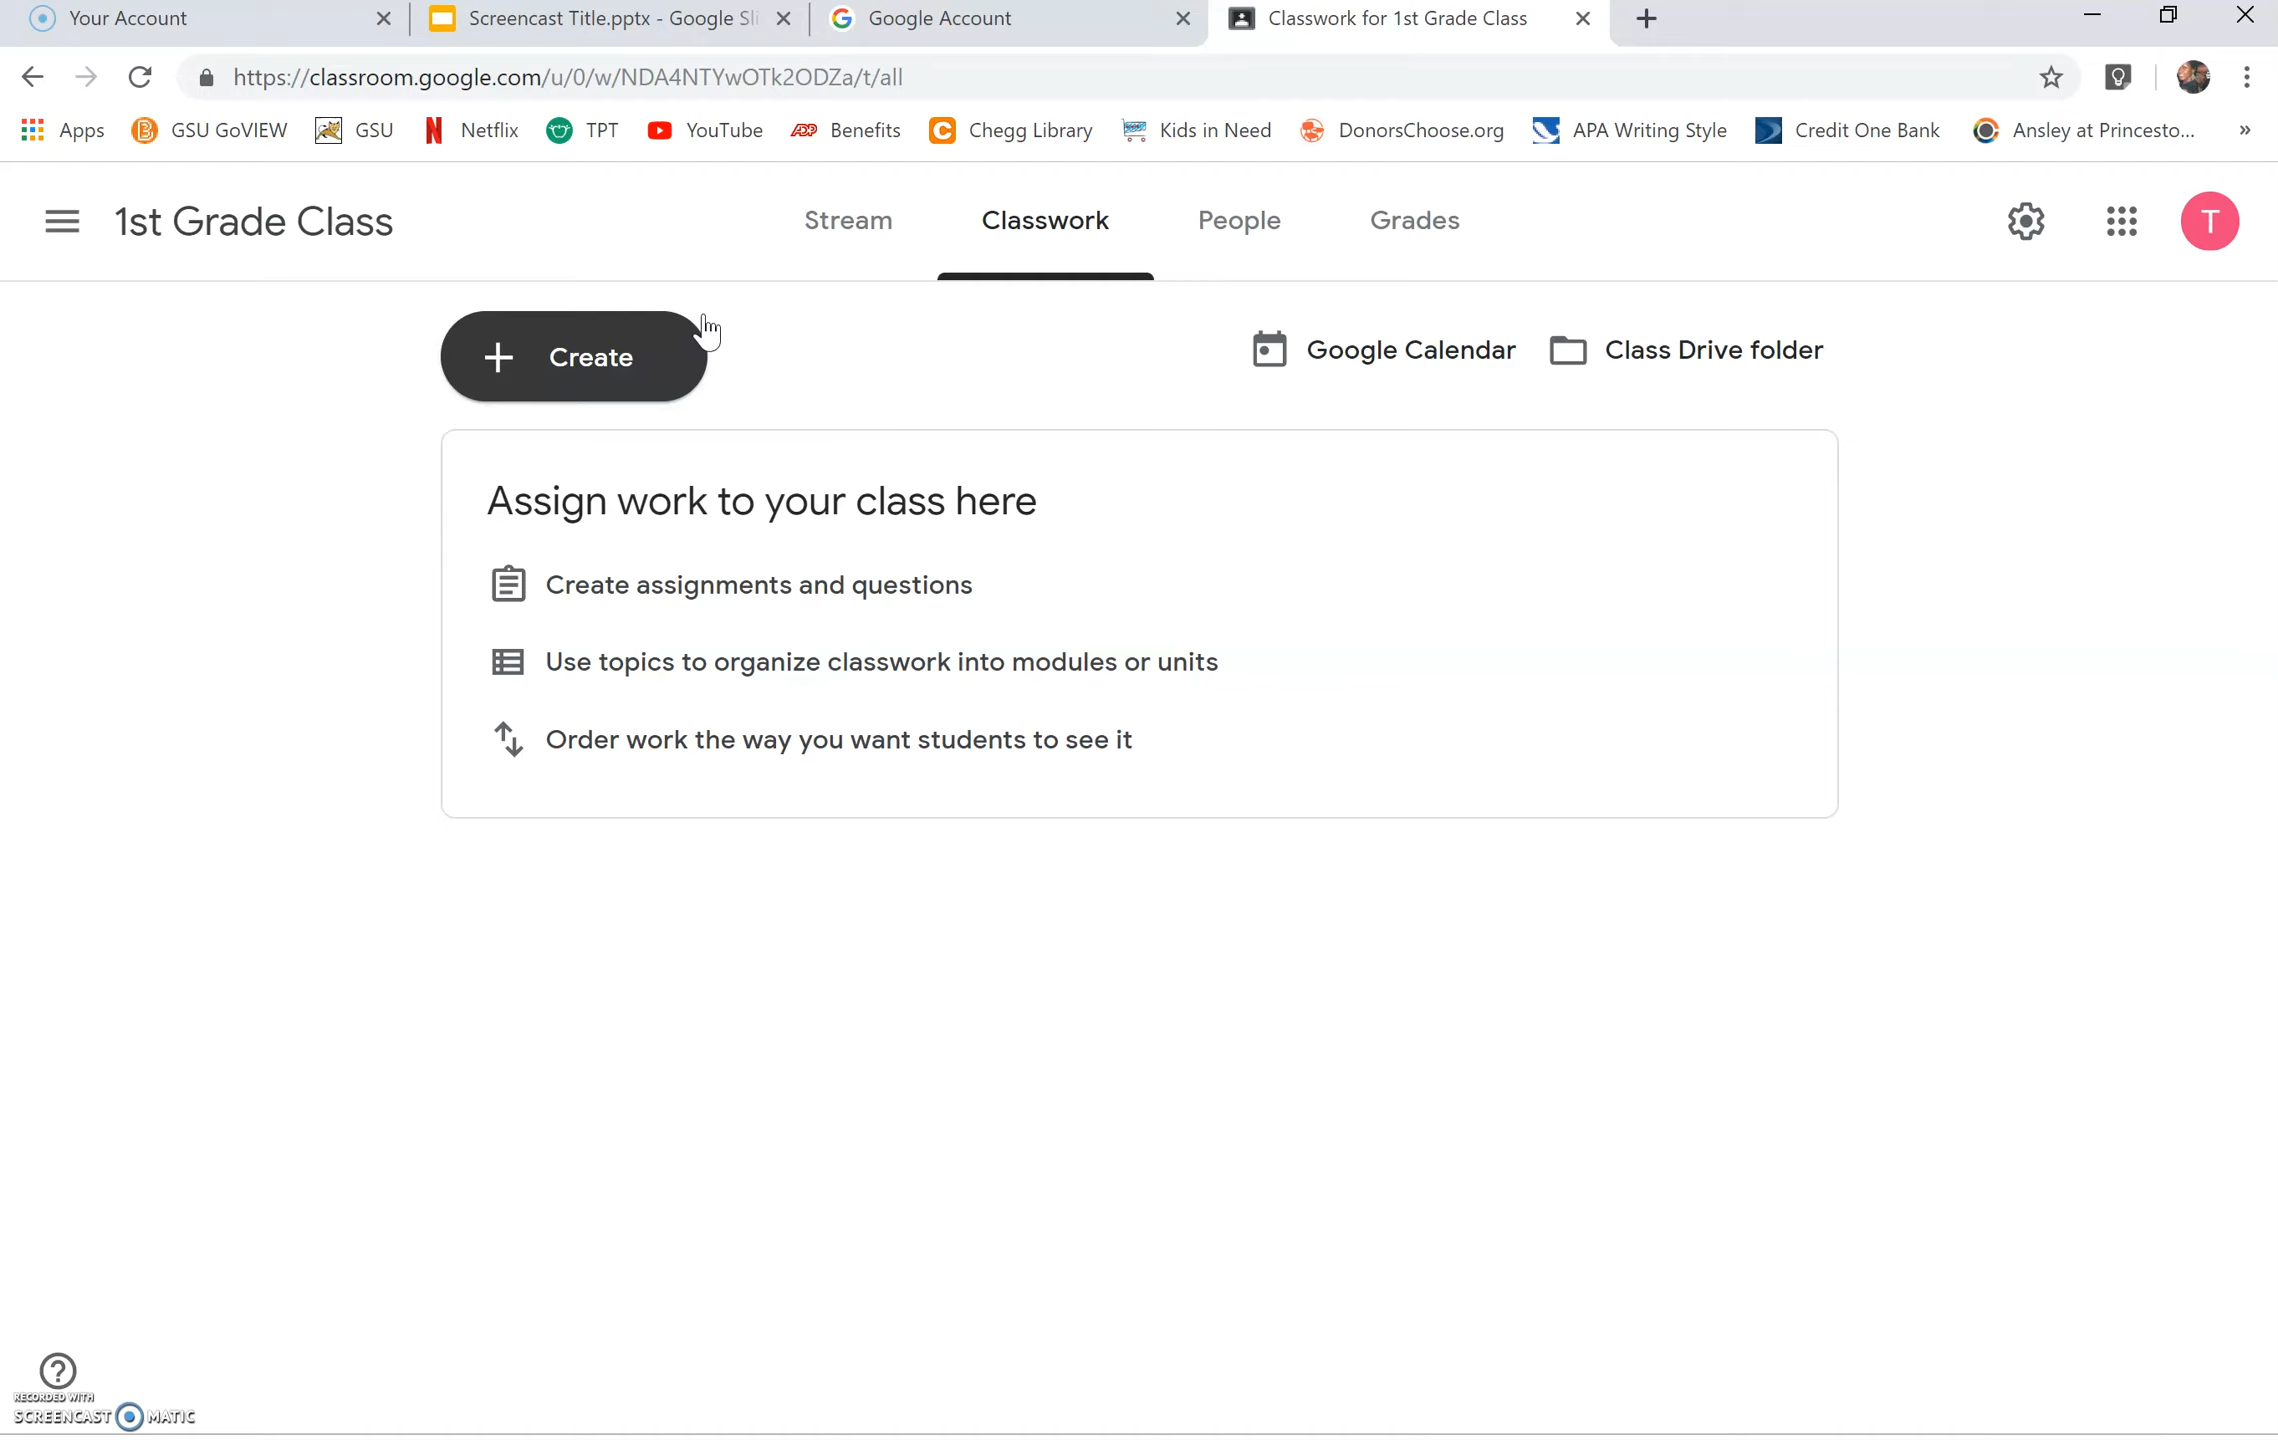 Your Account
Screencast Title.pptx - Google Sli
Google Account
Classwork for 1st Grade Class
https://classroom.google.com/u/0/w/NDA4NTYwOTk2ODZa/t/all
Apps GSU GoVIEW GSU Netflix TPT YouTube Benefits Chegg Library Kids in Need DonorsChoose.org APA Writing Style Credit One Bank Ansley at Princesto... »
1st Grade Class
Stream Classwork People Grades
T
+ Create
Google Calendar Class Drive folder
Assign work to your class here
Create assignments and questions
Use topics to organize classwork into modules or units
Order work the way you want students to see it
RECORDED WITH
SCREENCAST MATIC